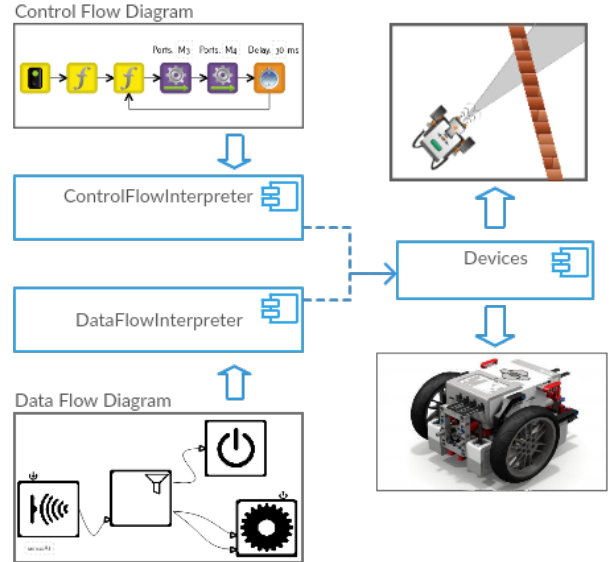 Control Flow Diagram
Ports: M3 Ports: M4 Delay: 30 ms
ControlFlowInterpreter
Devices
DataFlowInterpreter
Data Flow Diagram